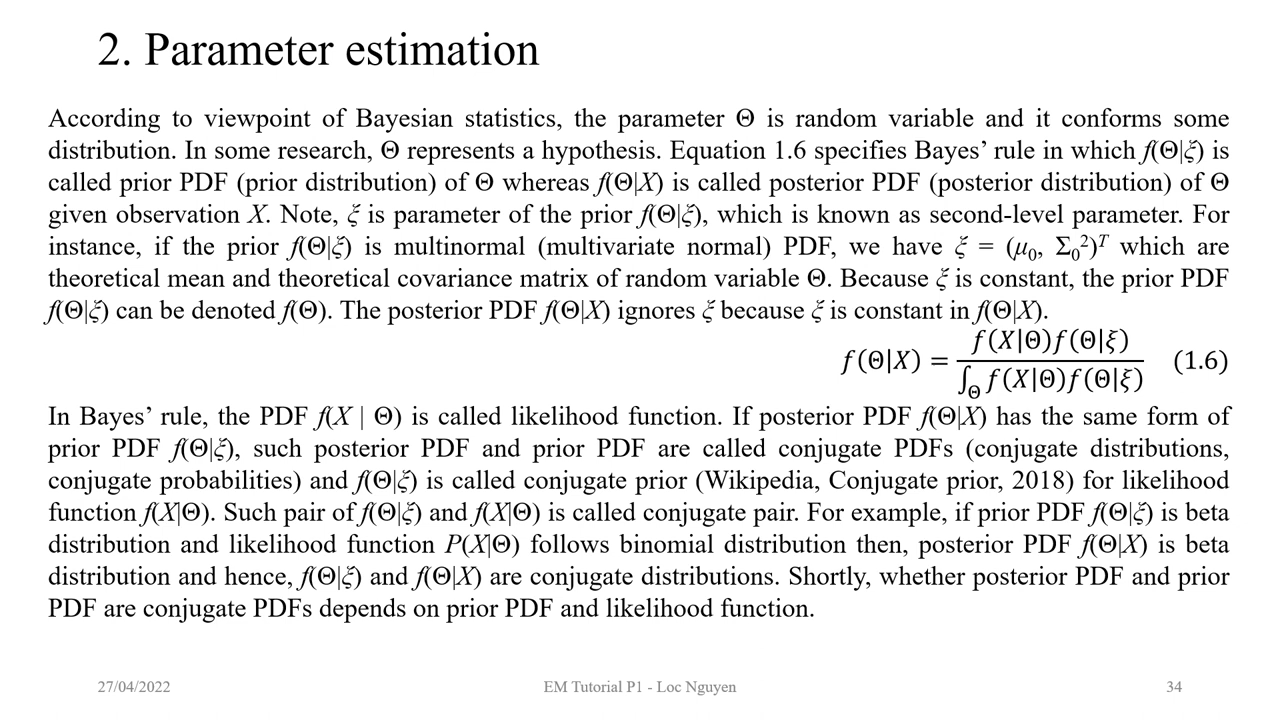 2. Parameter estimation
According to viewpoint of Bayesian statistics, the parameter Θ is random variable and it conforms some
distribution. In some research, Θ represents a hypothesis. Equation 1.6 specifies Bayes’ rule in which f(Θ|ξ) is
called prior PDF (prior distribution) of Θ whereas f(Θ|X) is called posterior PDF (posterior distribution) of Θ
given observation X. Note, ξ is parameter of the prior f(Θ|ξ), which is known as second-level parameter. For
instance, if the prior f(Θ|ξ) is multinormal (multivariate normal) PDF, we have ξ = (μ₀, Σ₀²)ᵀ which are
theoretical mean and theoretical covariance matrix of random variable Θ. Because ξ is constant, the prior PDF
f(Θ|ξ) can be denoted f(Θ). The posterior PDF f(Θ|X) ignores ξ because ξ is constant in f(Θ|X).
f(Θ|X) = f(X|Θ)f(Θ|ξ) / ∫_Θ f(X|Θ)f(Θ|ξ) (1.6)
In Bayes’ rule, the PDF f(X | Θ) is called likelihood function. If posterior PDF f(Θ|X) has the same form of
prior PDF f(Θ|ξ), such posterior PDF and prior PDF are called conjugate PDFs (conjugate distributions,
conjugate probabilities) and f(Θ|ξ) is called conjugate prior (Wikipedia, Conjugate prior, 2018) for likelihood
function f(X|Θ). Such pair of f(Θ|ξ) and f(X|Θ) is called conjugate pair. For example, if prior PDF f(Θ|ξ) is beta
distribution and likelihood function P(X|Θ) follows binomial distribution then, posterior PDF f(Θ|X) is beta
distribution and hence, f(Θ|ξ) and f(Θ|X) are conjugate distributions. Shortly, whether posterior PDF and prior
PDF are conjugate PDFs depends on prior PDF and likelihood function.
27/04/2022
EM Tutorial P1 - Loc Nguyen
34